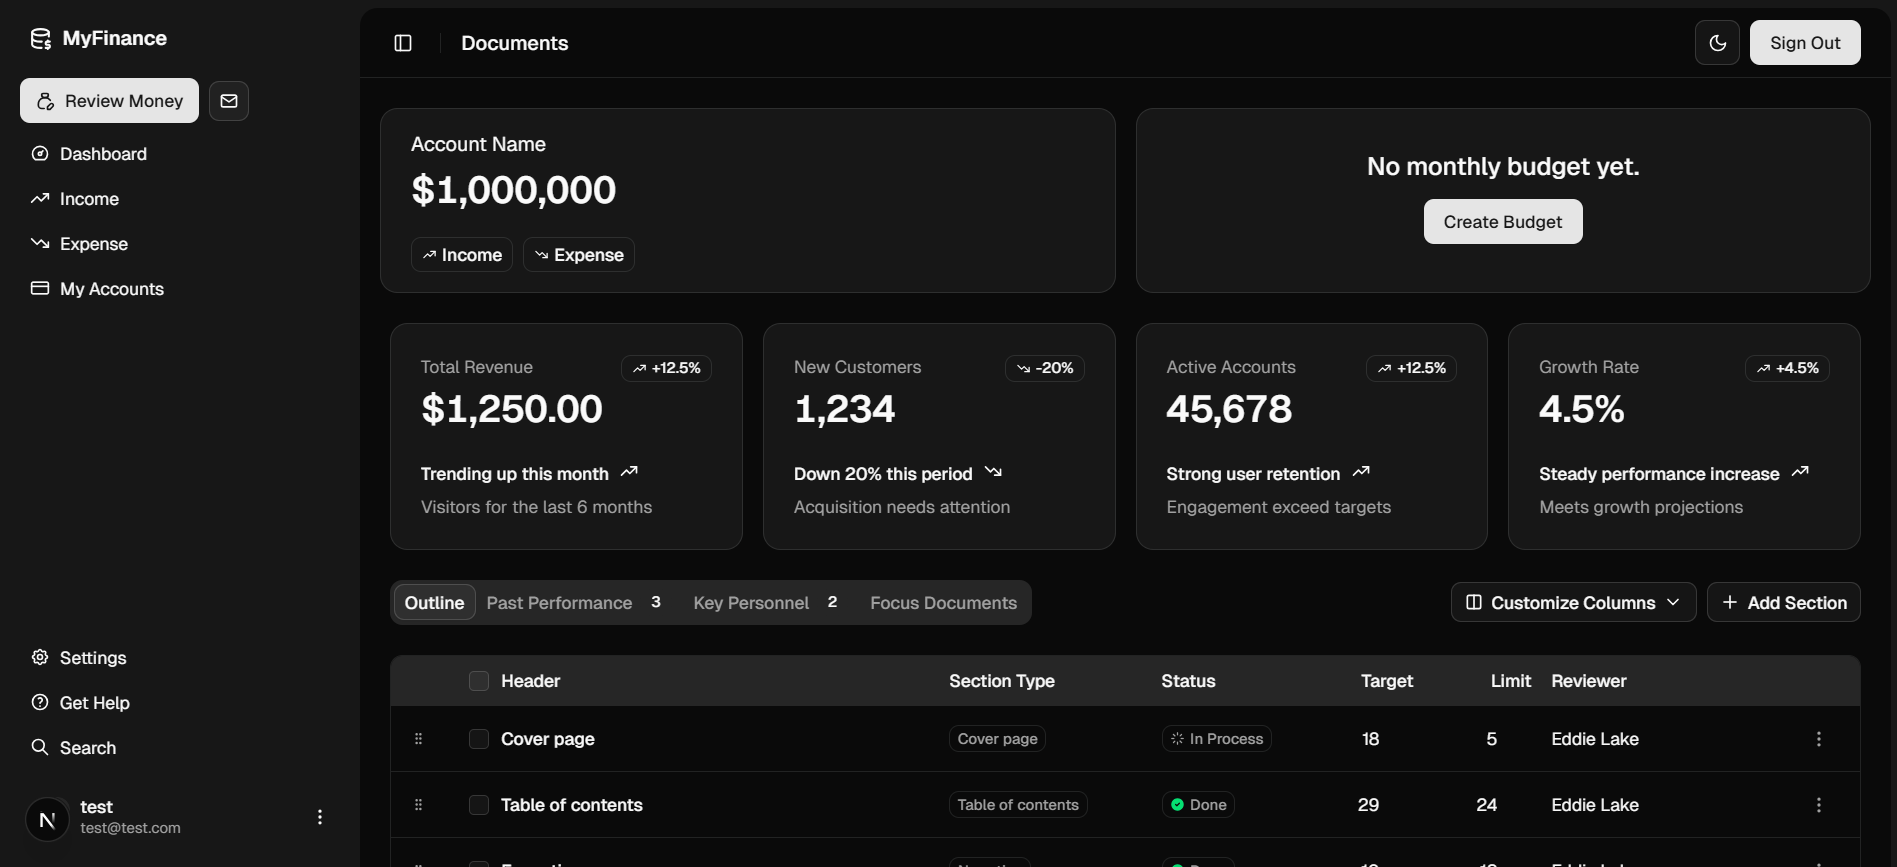 MyFinance
Review Money
Dashboard
Income
Expense
My Accounts
Settings
Get Help
Search
N
test
test@test.com
Documents
Sign Out
Account Name
$1,000,000
Income
Expense
No monthly budget yet.
Create Budget
Total Revenue
+12.5%
$1,250.00
Trending up this month
Visitors for the last 6 months
New Customers
-20%
1,234
Down 20% this period
Acquisition needs attention
Active Accounts
+12.5%
45,678
Strong user retention
Engagement exceed targets
Growth Rate
+4.5%
4.5%
Steady performance increase
Meets growth projections
Outline Past Performance 3 Key Personnel 2 Focus Documents
Customize Columns
Add Section
Header Section Type Status Target Limit Reviewer
Cover page Cover page In Process 18 5 Eddie Lake
Table of contents Table of contents Done 29 24 Eddie Lake